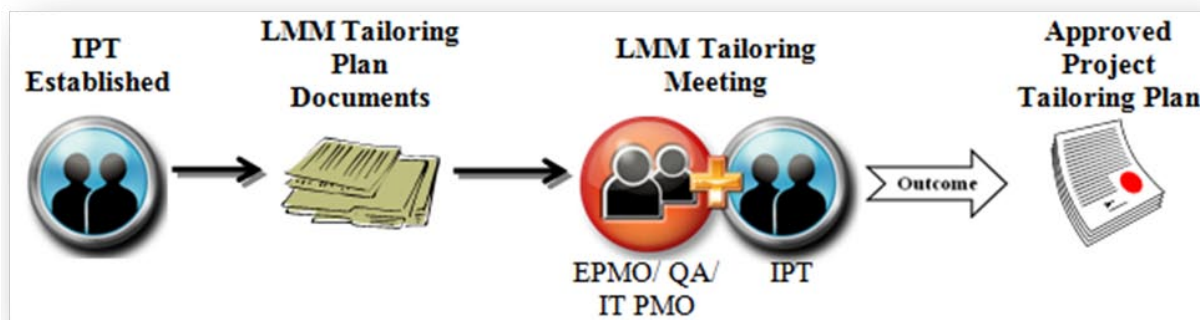 IPT
Established
LMM Tailoring
Plan
Documents
LMM Tailoring
Meeting
Approved
Project
Tailoring Plan
Outcome
EPMO/ QA/
IT PMO
IPT